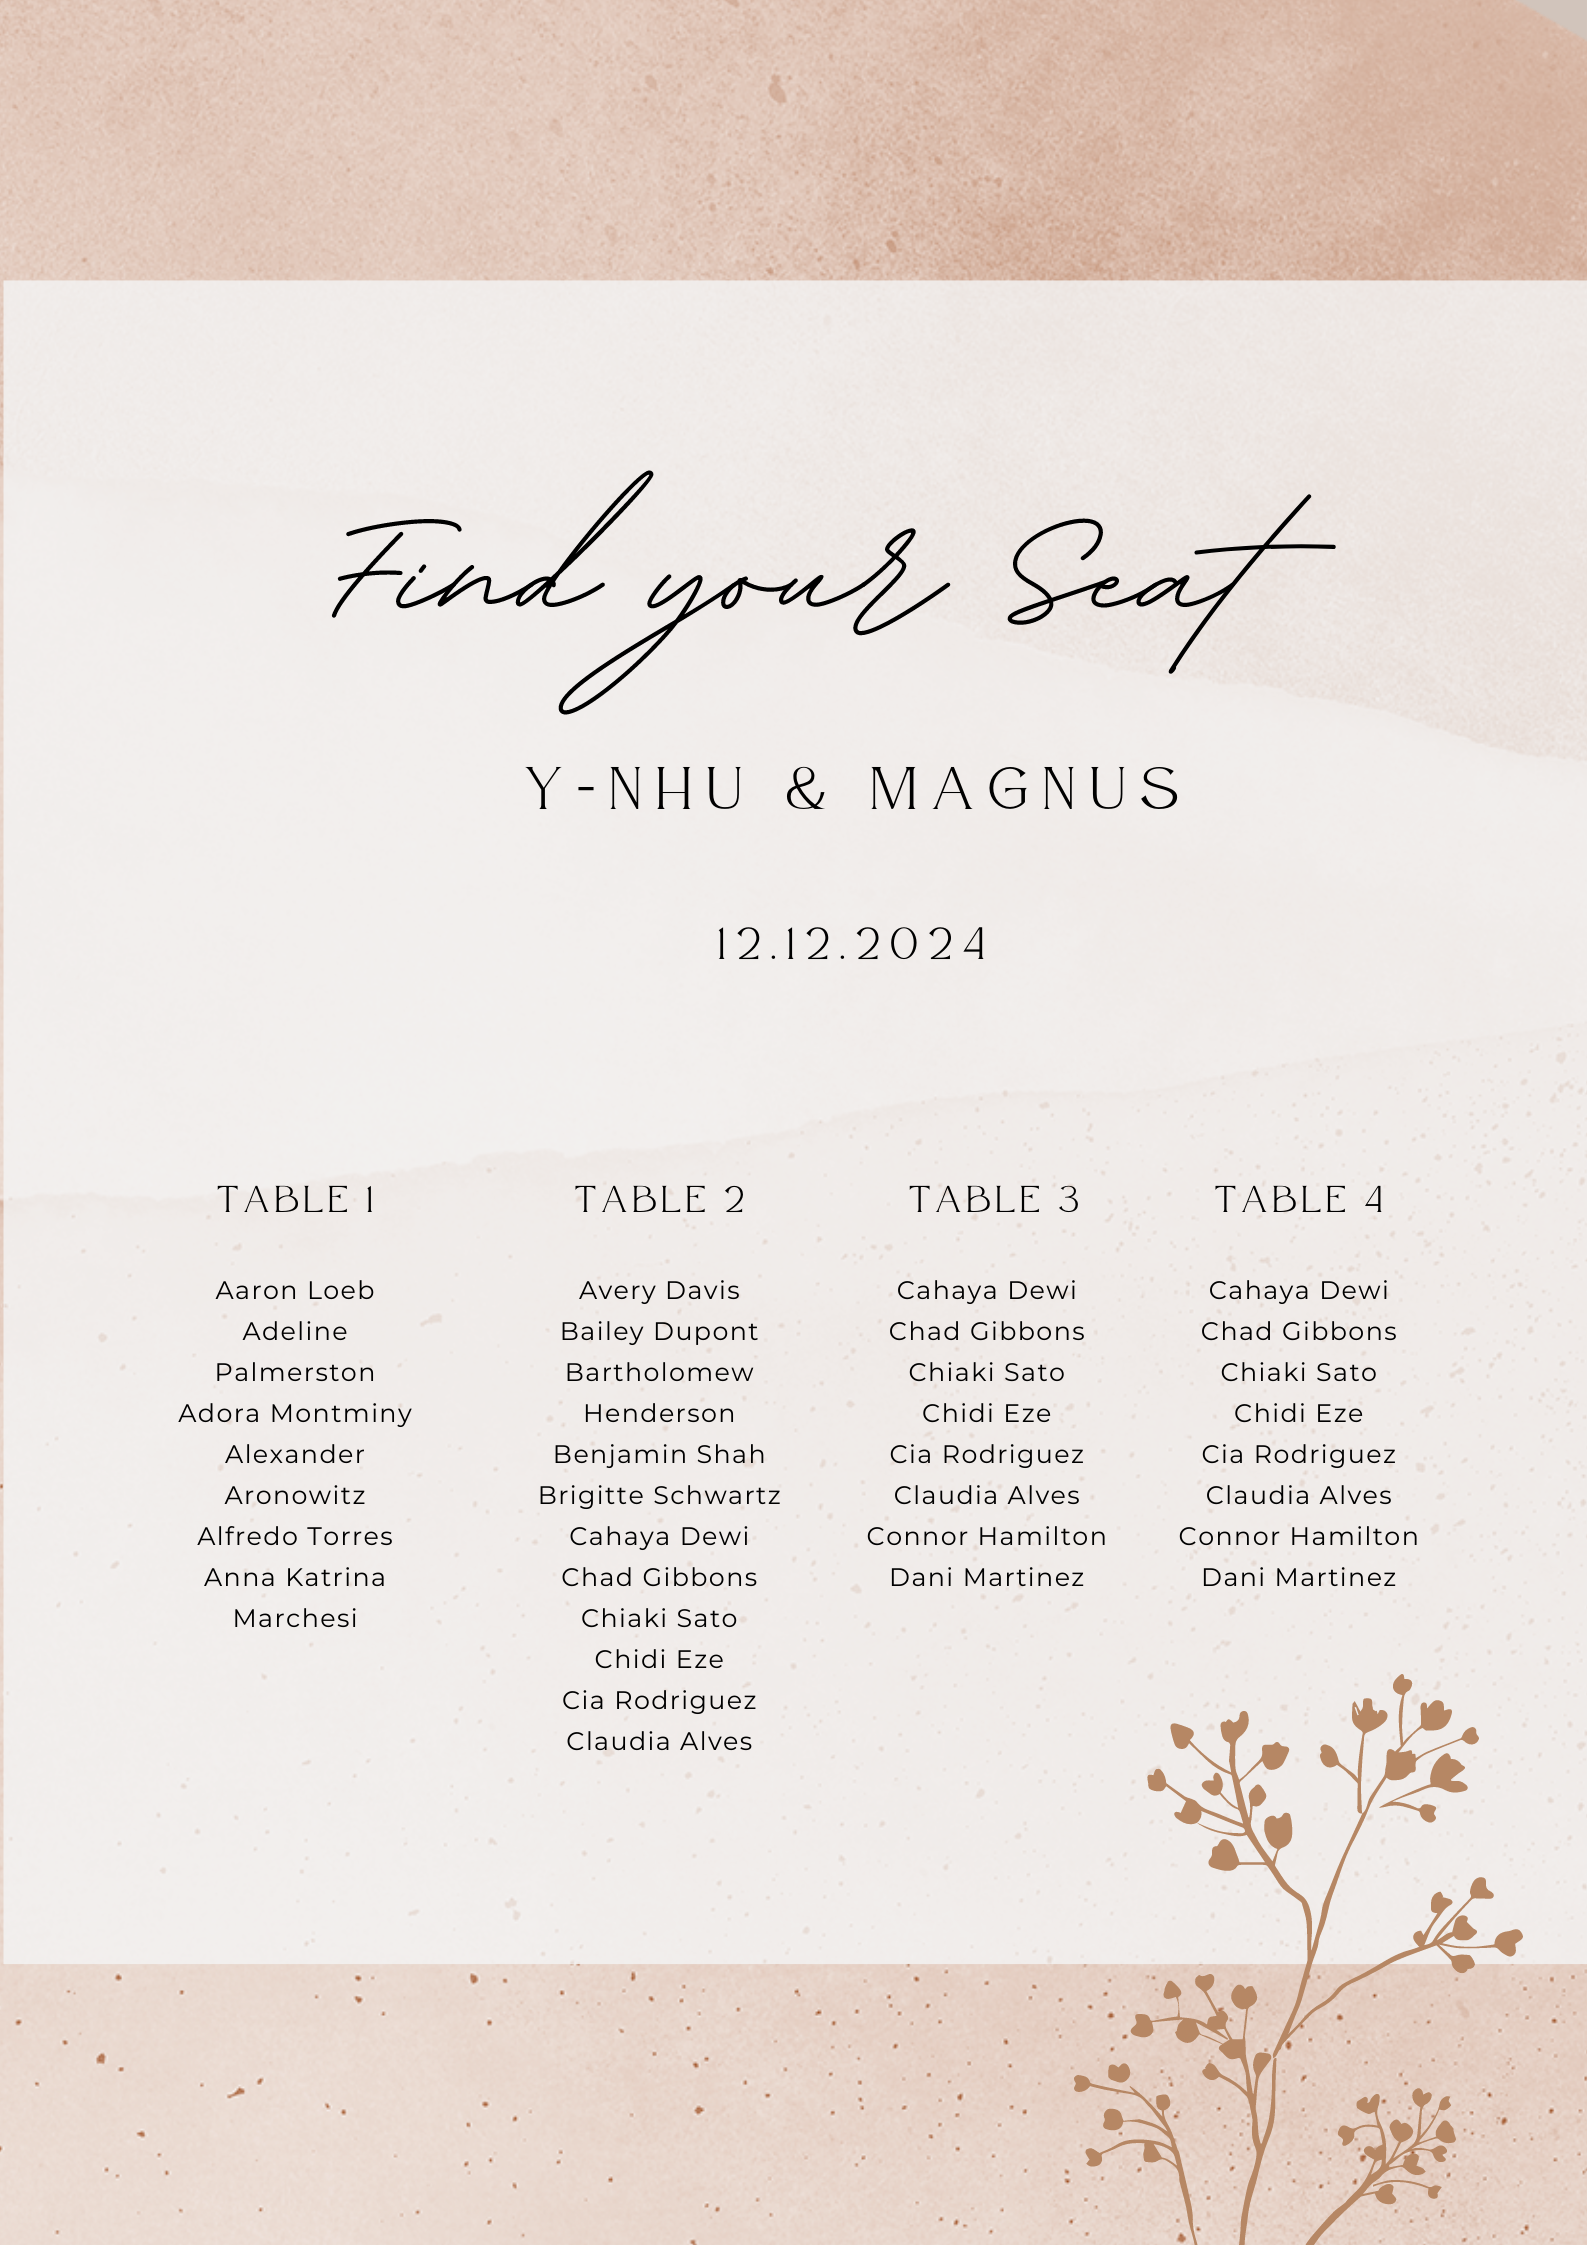 Find your Seat
Y-NHU & MAGNUS
12.12.2024
TABLE 1
Aaron Loeb
Adeline
Palmerston
Adora Montminy
Alexander
Aronowitz
Alfredo Torres
Anna Katrina
Marchesi
TABLE 2
Avery Davis
Bailey Dupont
Bartholomew
Henderson
Benjamin Shah
Brigitte Schwartz
Cahaya Dewi
Chad Gibbons
Chiaki Sato
Chidi Eze
Cia Rodriguez
Claudia Alves
TABLE 3
Cahaya Dewi
Chad Gibbons
Chiaki Sato
Chidi Eze
Cia Rodriguez
Claudia Alves
Connor Hamilton
Dani Martinez
TABLE 4
Cahaya Dewi
Chad Gibbons
Chiaki Sato
Chidi Eze
Cia Rodriguez
Claudia Alves
Connor Hamilton
Dani Martinez